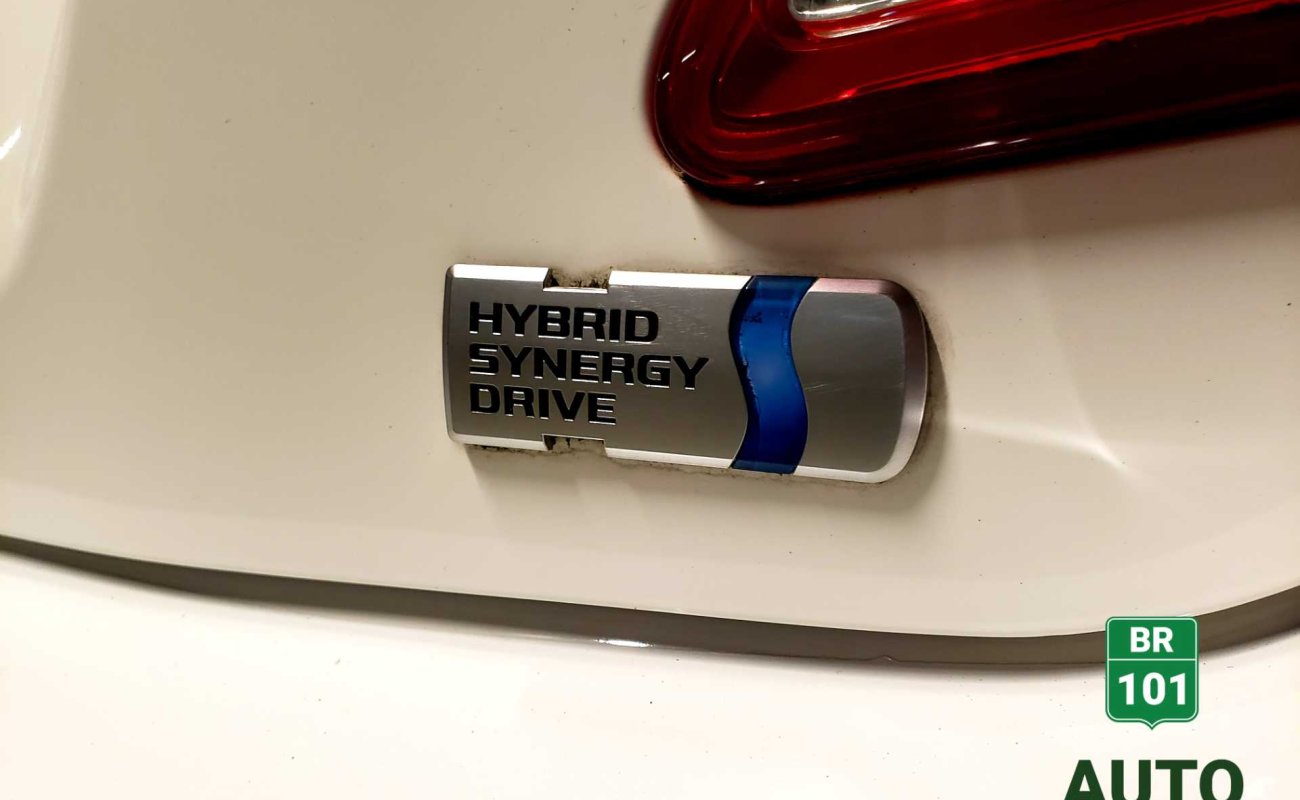 HYBRID
SYNERGY
DRIVE
BR
101
AUTO